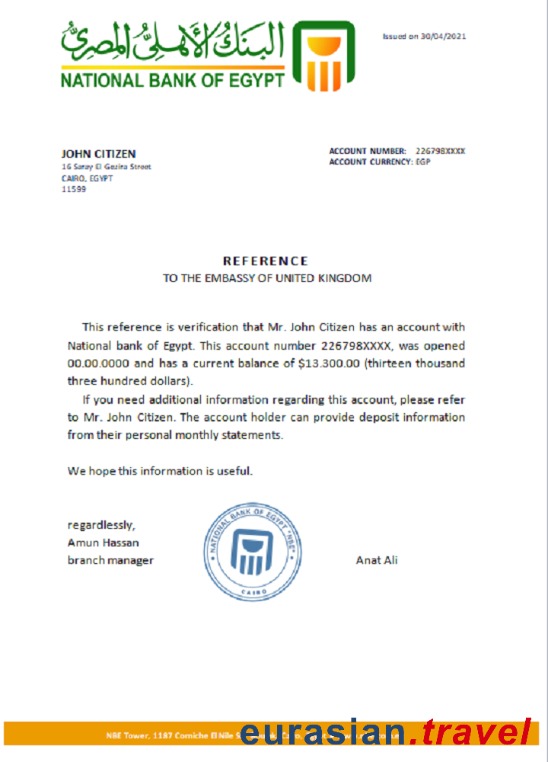 البنك الأهلي المصري
NATIONAL BANK OF EGYPT
Issued on 30/04/2021
JOHN CITIZEN
16 Saray El Gezira Street
CAIRO, EGYPT
11599
ACCOUNT NUMBER: 226798XXXX
ACCOUNT CURRENCY: EGP
REFERENCE
TO THE EMBASSY OF UNITED KINGDOM
This reference is verification that Mr. John Citizen has an account with
National bank of Egypt. This account number 226798XXXX, was opened
00.00.0000 and has a current balance of $13.300.00 (thirteen thousand
three hundred dollars).
If you need additional information regarding this account, please refer
to Mr. John Citizen. The account holder can provide deposit information
from their personal monthly statements.
We hope this information is useful.
regardlessly,
Amun Hassan
branch manager
NATIONAL BANK OF EGYPT "NBE"
CAIRO
Anat Ali
NBE Tower, 1187 Corniche El Nile
eurasian.travel